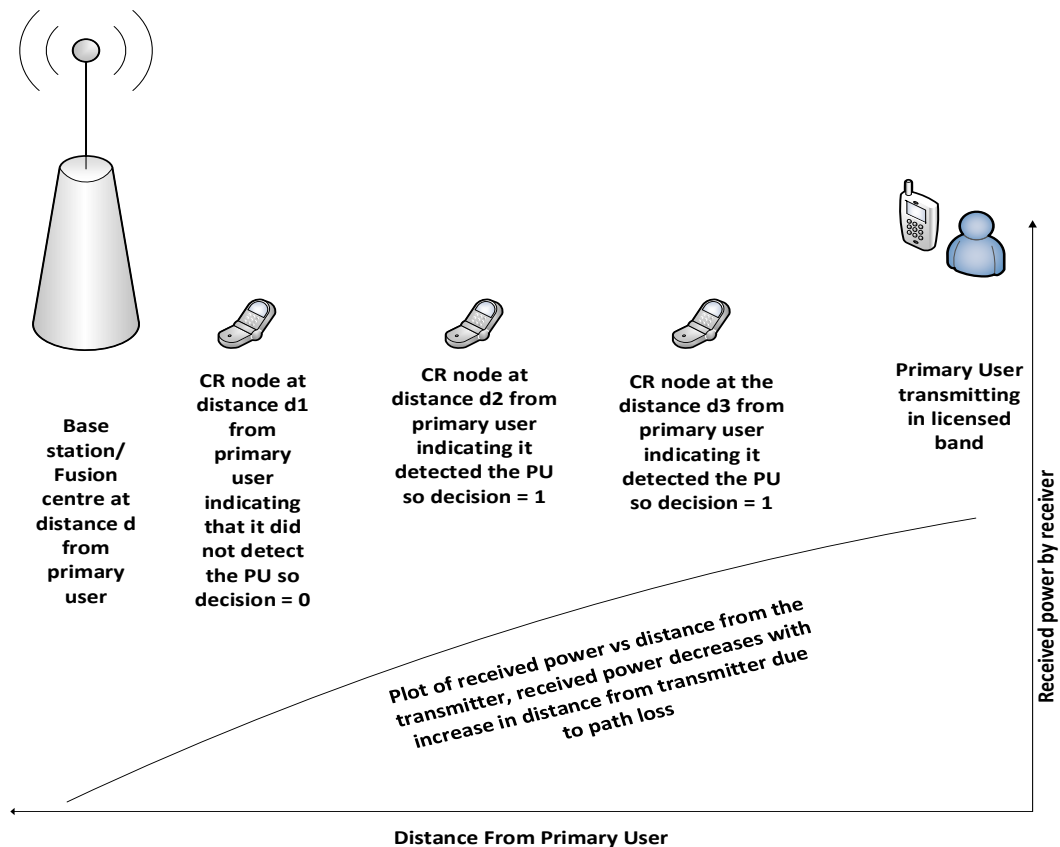 Base
station/
Fusion
centre at
distance d
from
primary
user
CR node at
distance d1
from
primary
user
indicating
that it did
not detect
the PU so
decision = 0
CR node at
distance d2 from
primary user
indicating it
detected the PU
so decision = 1
CR node at the
distance d3 from
primary user
indicating it
detected the PU
so decision = 1
Primary User
transmitting
in licensed
band
Received power by receiver
Plot of received power vs distance from the
transmitter, received power decreases with
increase in distance from transmitter due
to path loss
Distance From Primary User